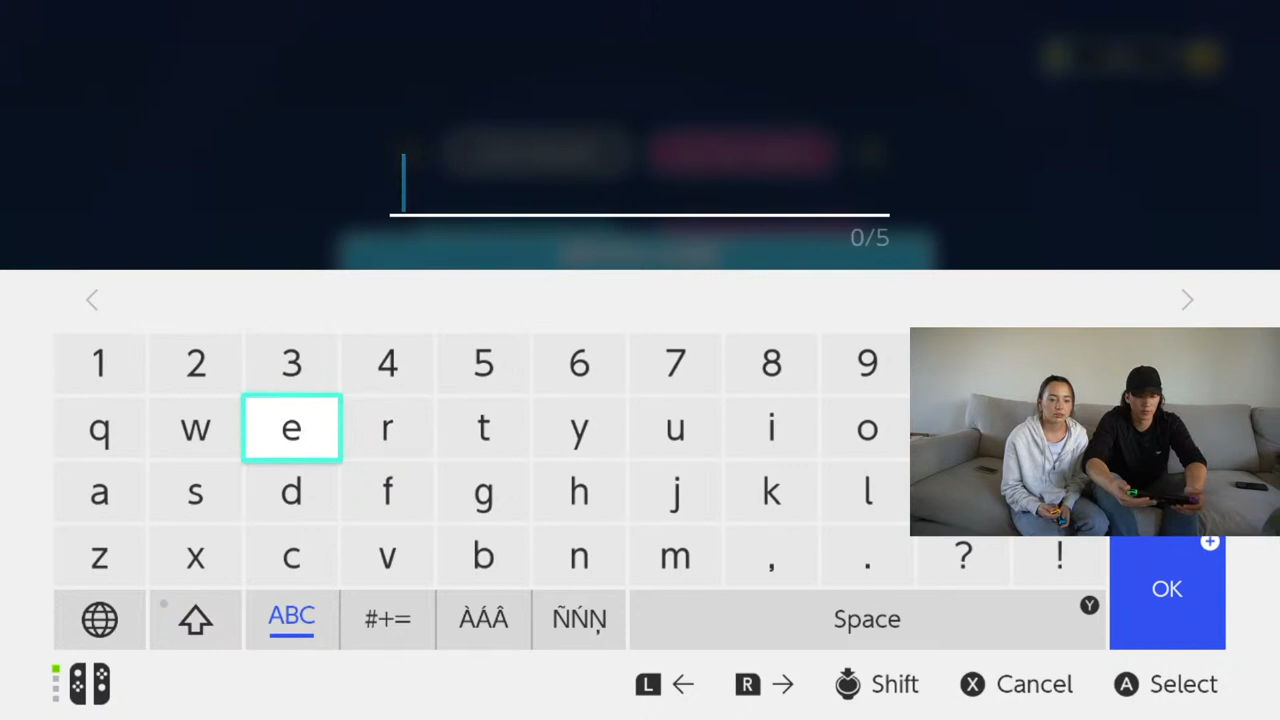 0/5
1 2 3 4 5 6 7 8 9
q w e r t y u i o
a s d f g h j k l
z x c v b n m , . ? !
ABC #+= ÀÁÂ ÑŃŅ Space Y OK
L ← R → Shift X Cancel A Select